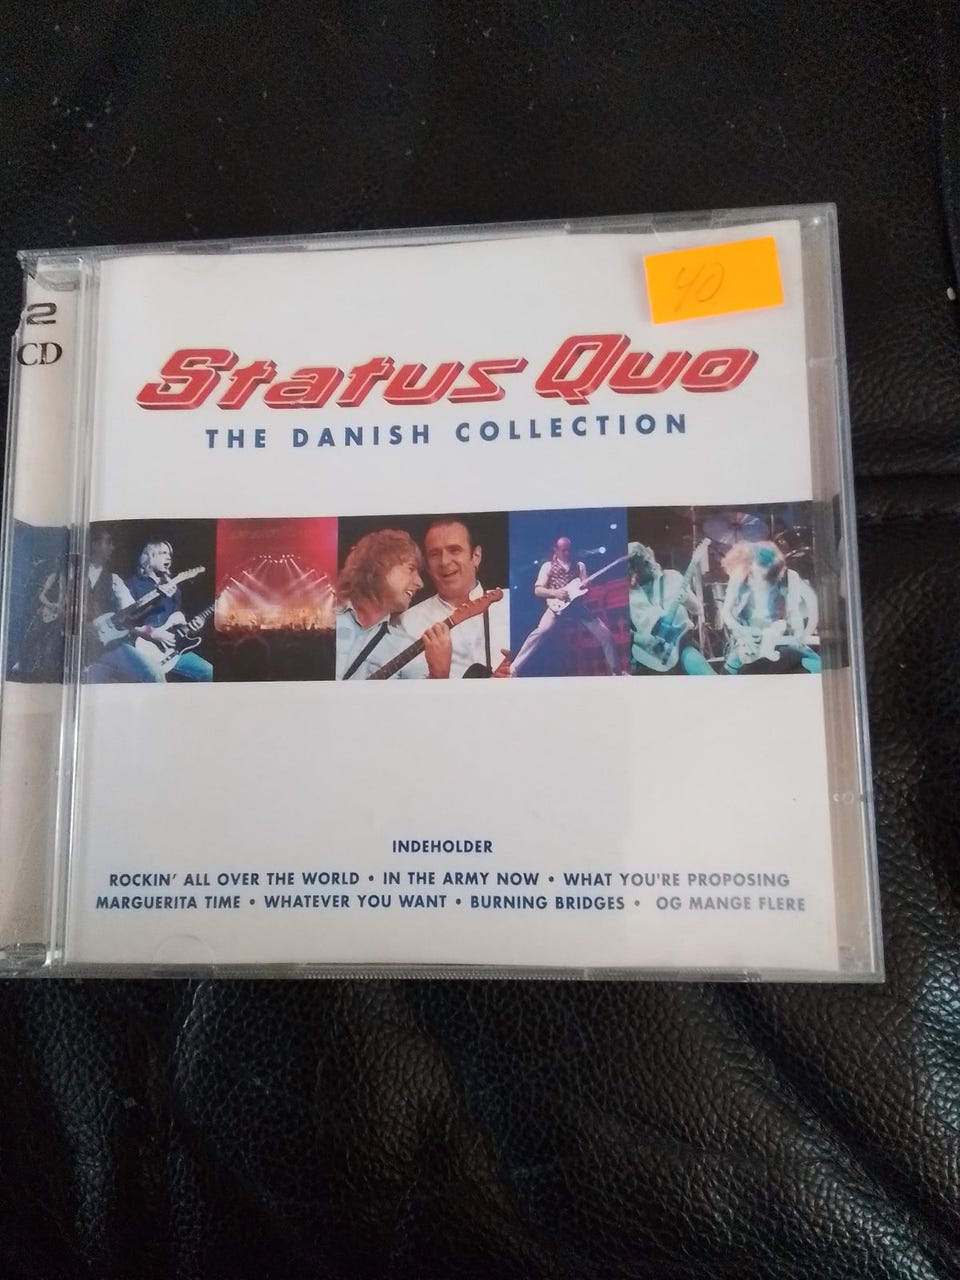 40
2
CD
Status Quo
THE DANISH COLLECTION
INDEHOLDER
ROCKIN' ALL OVER THE WORLD • IN THE ARMY NOW • WHAT YOU'RE PROPOSING
MARGUERITA TIME • WHATEVER YOU WANT • BURNING BRIDGES • OG MANGE FLERE